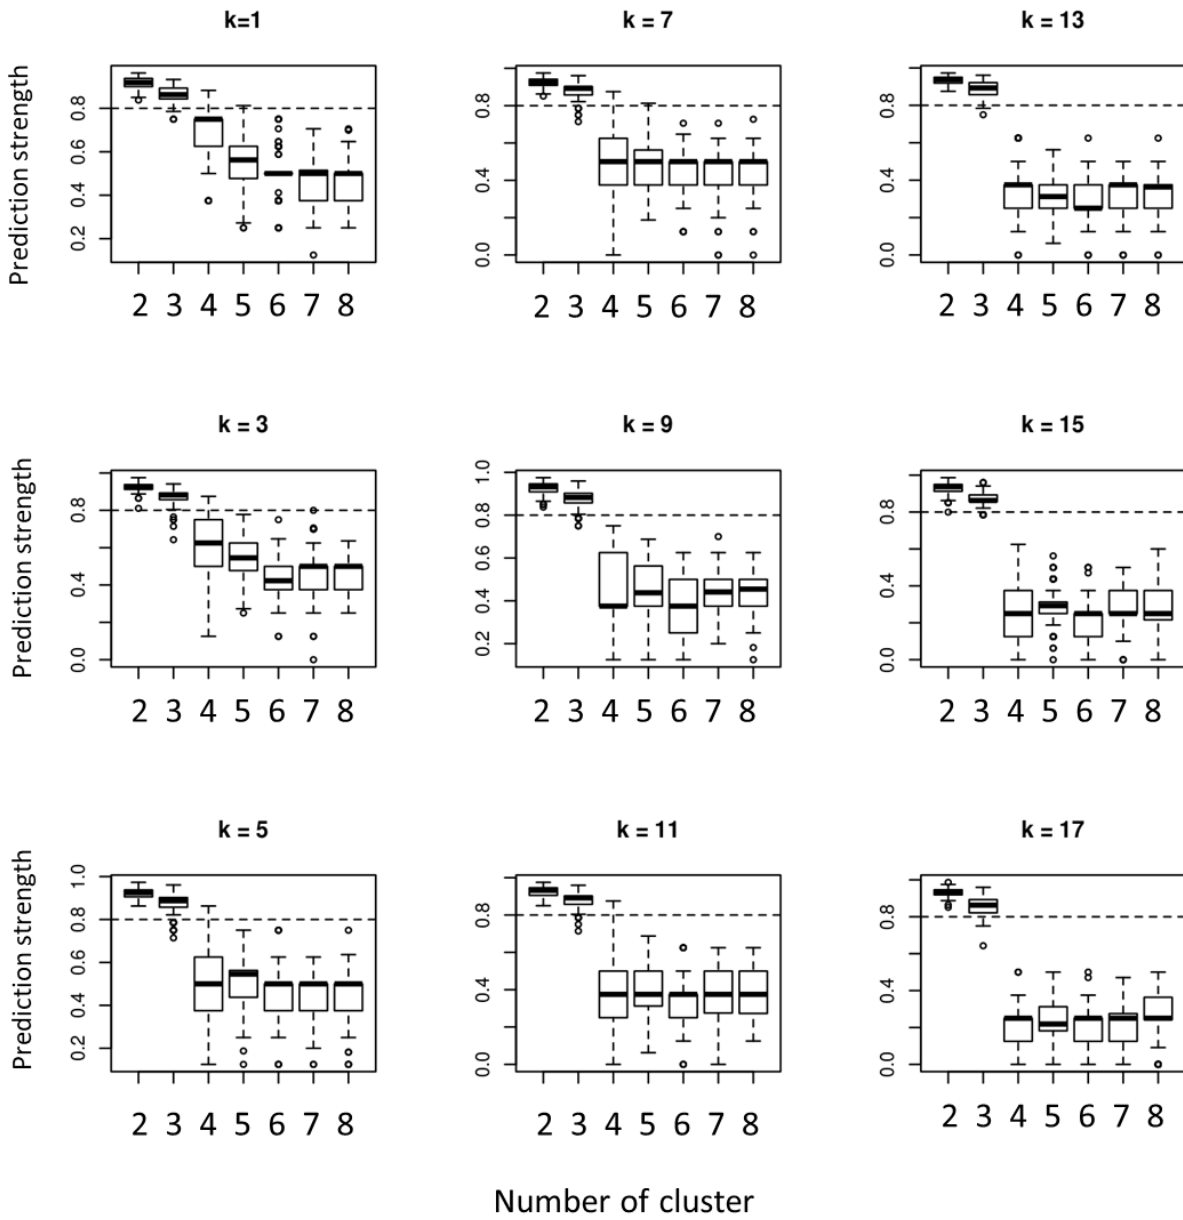 k=1
k = 7
k = 13
Prediction strength
0.2 0.4 0.6 0.8
0.0 0.4 0.8
0.0 0.4 0.8
2 3 4 5 6 7 8
2 3 4 5 6 7 8
2 3 4 5 6 7 8
k = 3
k = 9
k = 15
Prediction strength
0.0 0.4 0.8
0.2 0.4 0.6 0.8 1.0
0.0 0.4 0.8
2 3 4 5 6 7 8
2 3 4 5 6 7 8
2 3 4 5 6 7 8
k = 5
k = 11
k = 17
Prediction strength
0.2 0.4 0.6 0.8 1.0
0.0 0.4 0.8
0.0 0.4 0.8
2 3 4 5 6 7 8
2 3 4 5 6 7 8
2 3 4 5 6 7 8
Number of cluster